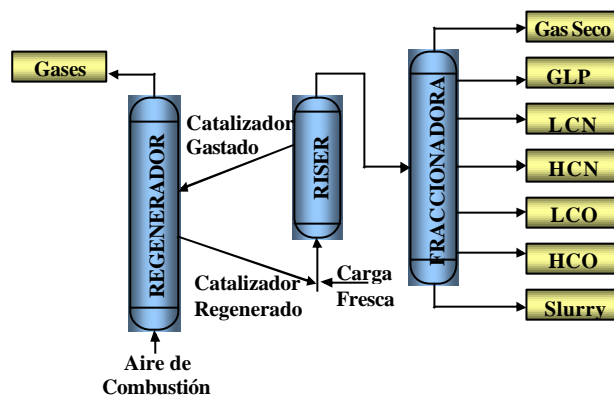 Gas Seco
Gases
GLP
Catalizador
Gastado
LCN
REGENERADOR
RISER
FRACCIONADORA
HCN
LCO
HCO
Catalizador
Regenerado
Carga
Fresca
Slurry
Aire de
Combustión